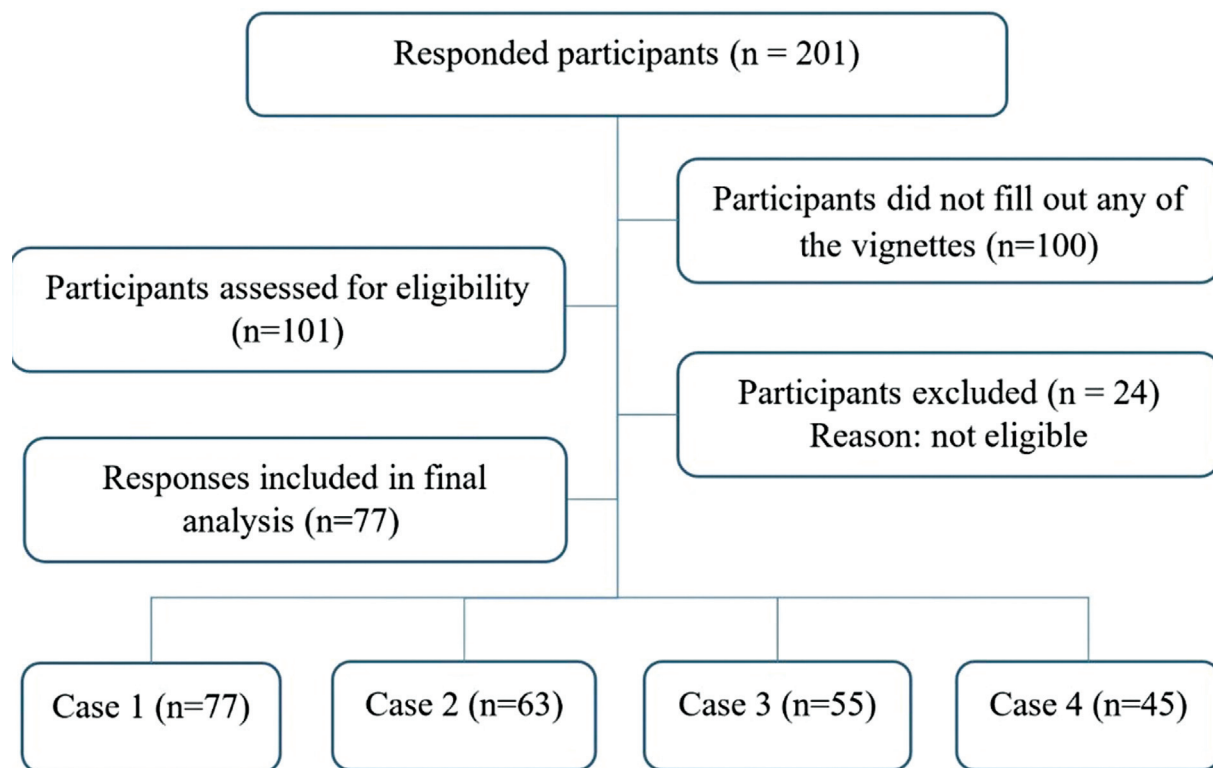 Responded participants (n = 201)
Participants did not fill out any of
the vignettes (n=100)
Participants assessed for eligibility
(n=101)
Participants excluded (n = 24)
Reason: not eligible
Responses included in final
analysis (n=77)
Case 1 (n=77)
Case 2 (n=63)
Case 3 (n=55)
Case 4 (n=45)